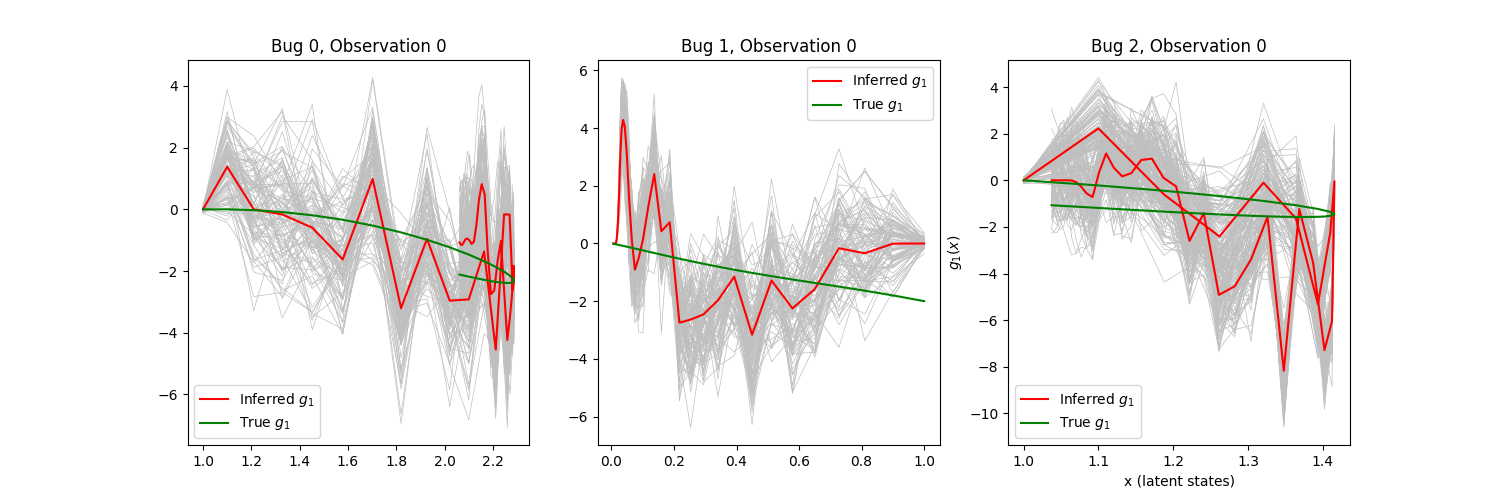 Bug 0, Observation 0
4
2
0
−2
−4
−6
1.0 1.2 1.4 1.6 1.8 2.0 2.2
Inferred g₁
True g₁
Bug 1, Observation 0
6
4
2
0
−2
−4
−6
0.0 0.2 0.4 0.6 0.8 1.0
Inferred g₁
True g₁
Bug 2, Observation 0
g₁(x)
4
2
0
−2
−4
−6
−8
−10
1.0 1.1 1.2 1.3 1.4
x (latent states)
Inferred g₁
True g₁